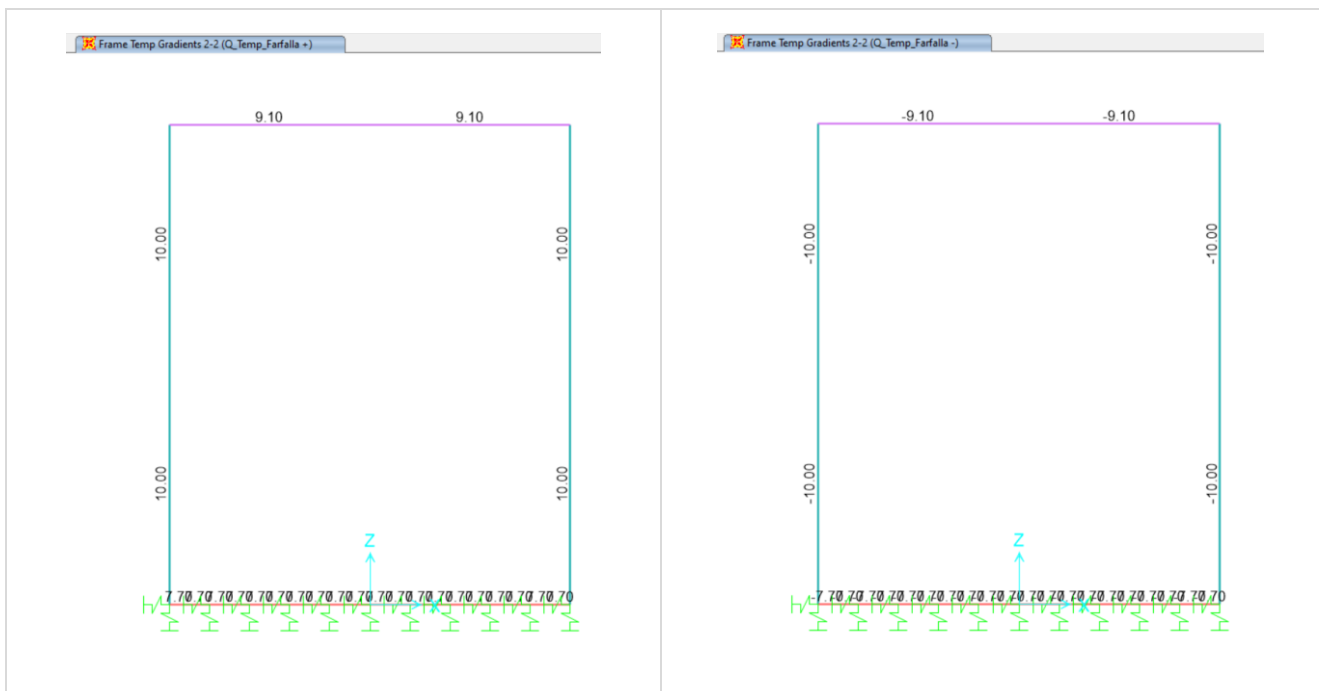 Frame Temp Gradients 2-2 (Q_Temp_Farfalla +)
9.10 9.10
10.00 10.00
10.00 10.00
Z
X
Frame Temp Gradients 2-2 (Q_Temp_Farfalla -)
-9.10 -9.10
-10.00 -10.00
-10.00 -10.00
Z
X